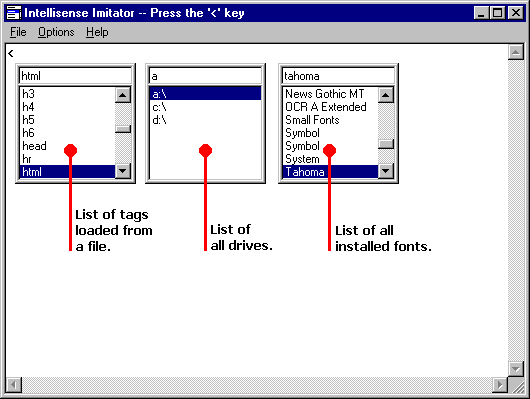 Intellisense Imitator -- Press the '<' key
File Options Help
<
html
h3
h4
h5
h6
head
hr
html
a
a:\
c:\
d:\
tahoma
News Gothic MT
OCR A Extended
Small Fonts
Symbol
Symbol
System
Tahoma
List of tags
loaded from
a file.
List of
all drives.
List of all
installed fonts.